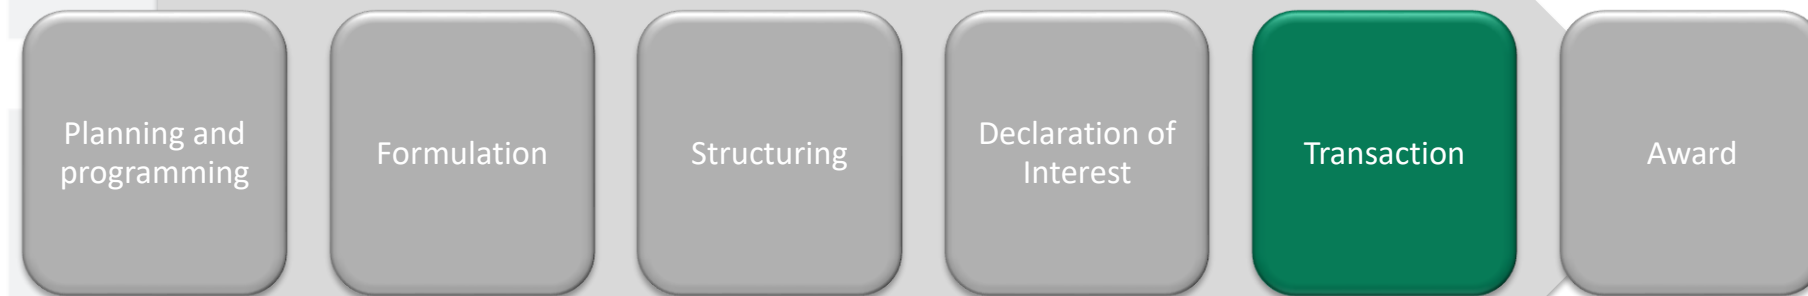 Planning and
programming
Formulation
Structuring
Declaration of
Interest
Transaction
Award